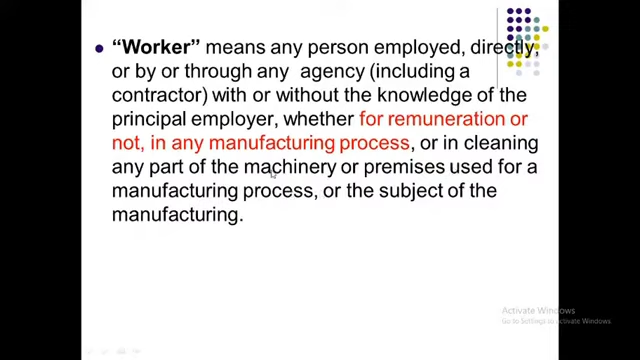 “Worker” means any person employed, directly,
or by or through any agency (including a
contractor) with or without the knowledge of the
principal employer, whether for remuneration or
not, in any manufacturing process, or in cleaning
any part of the machinery or premises used for a
manufacturing process, or the subject of the
manufacturing.
Activate Windows
Go to Settings to activate Windows.